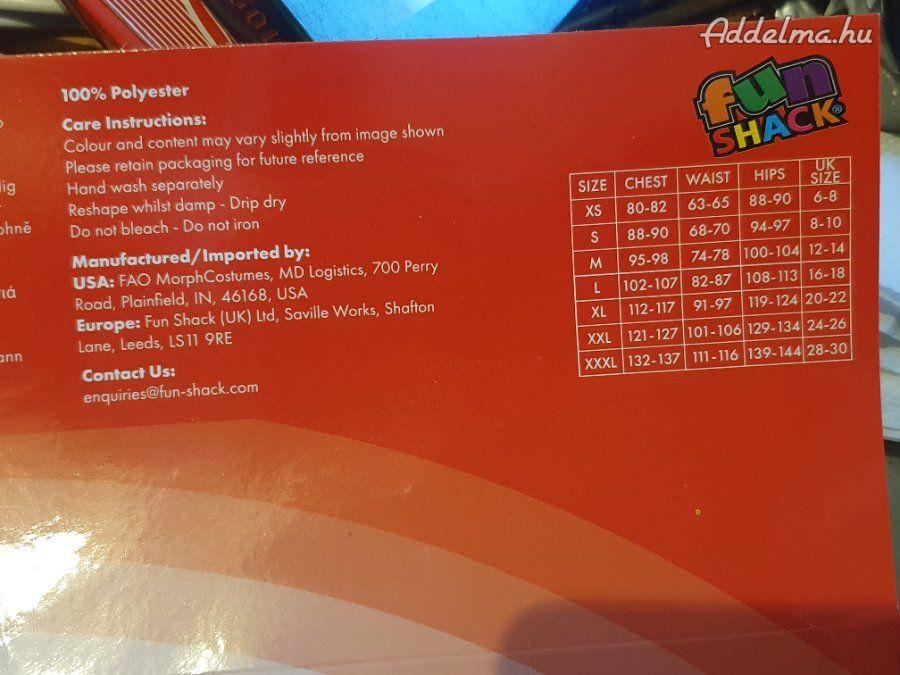 Addelma.hu
fun
SHACK®
100% Polyester
Care Instructions:
Colour and content may vary slightly from image shown
Please retain packaging for future reference
Hand wash separately
Reshape whilst damp - Drip dry
Do not bleach - Do not iron
Manufactured/Imported by:
USA: FAO MorphCostumes, MD Logistics, 700 Perry
Road, Plainfield, IN, 46168, USA
Europe: Fun Shack (UK) Ltd, Saville Works, Shafton
Lane, Leeds, LS11 9RE
Contact Us:
enquiries@fun-shack.com
SIZE CHEST WAIST HIPS UK SIZE
XS 80-82 63-65 88-90 6-8
S 88-90 68-70 94-97 8-10
M 95-98 74-78 100-104 12-14
L 102-107 82-87 108-113 16-18
XL 112-117 91-97 119-124 20-22
XXL 121-127 101-106 129-134 24-26
XXXL 132-137 111-116 139-144 28-30